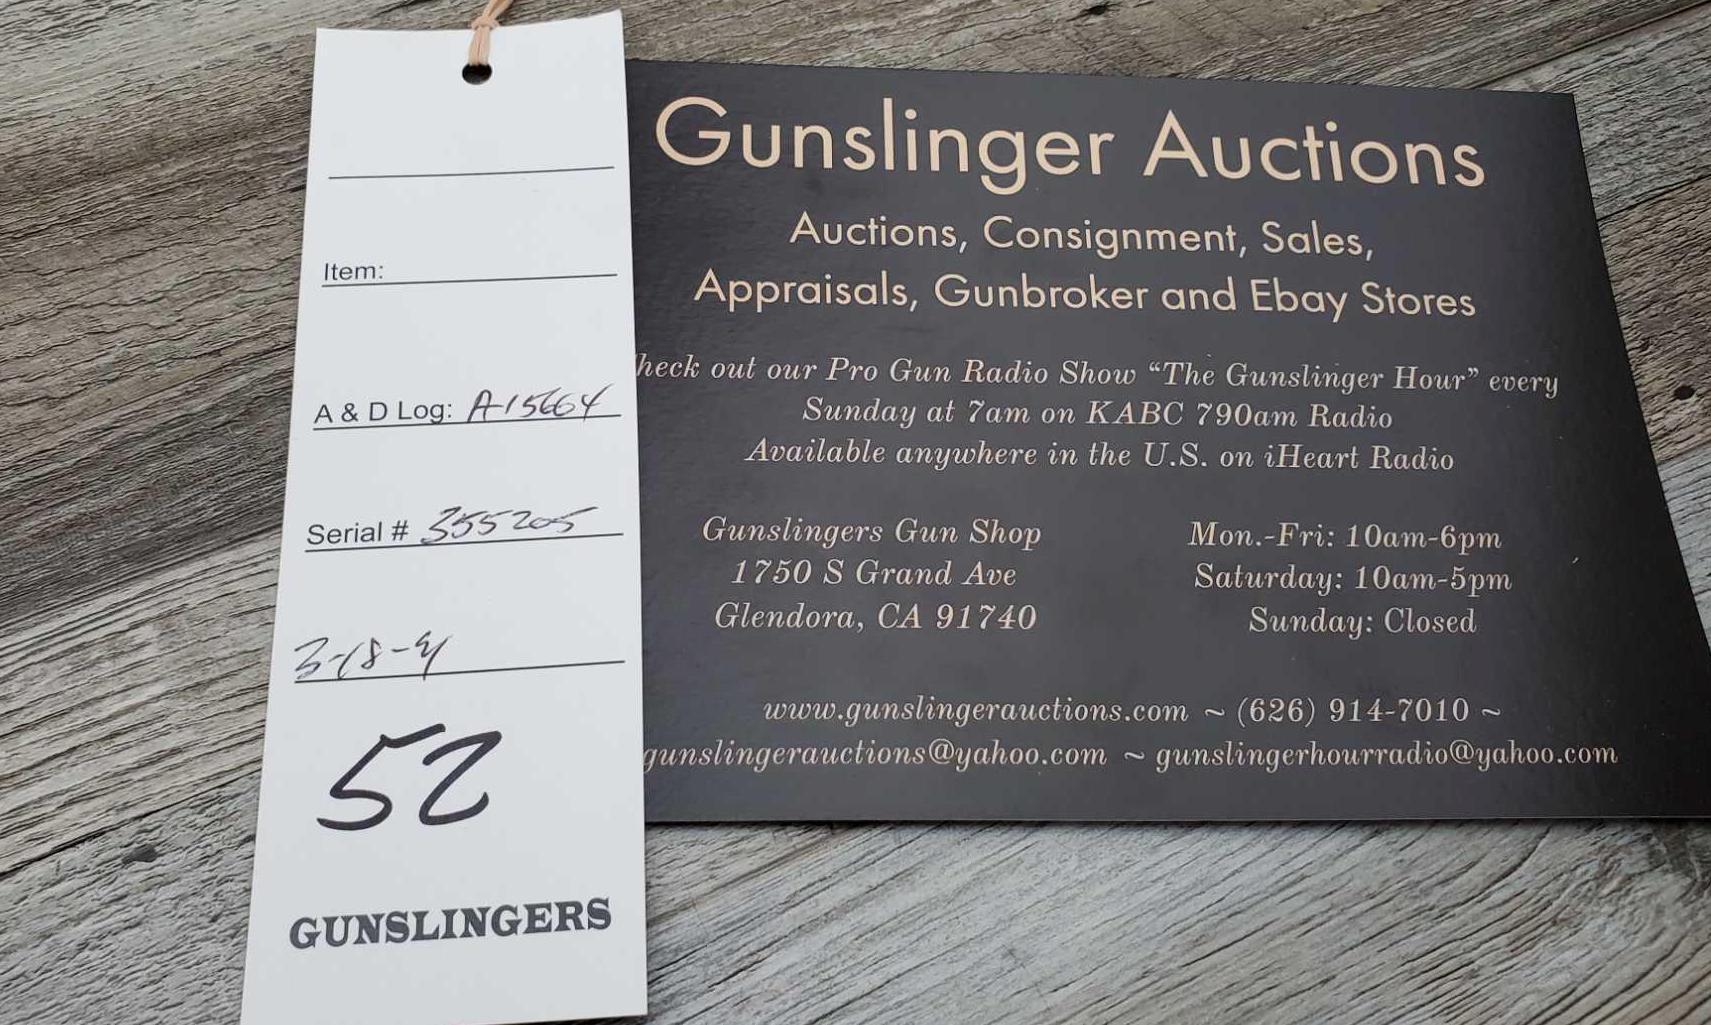 Item:
A & D Log: A-15664
Serial # 355205
52
GUNSLINGERS
Gunslinger Auctions
Auctions, Consignment, Sales,
Appraisals, Gunbroker and Ebay Stores
heck out our Pro Gun Radio Show “The Gunslinger Hour” every
Sunday at 7am on KABC 790am Radio
Available anywhere in the U.S. on iHeart Radio
Gunslingers Gun Shop
1750 S Grand Ave
Glendora, CA 91740
Mon.-Fri: 10am-6pm
Saturday: 10am-5pm
Sunday: Closed
www.gunslingerauctions.com ~ (626) 914-7010 ~
gunslingerauctions@yahoo.com ~ gunslingerhourradio@yahoo.com